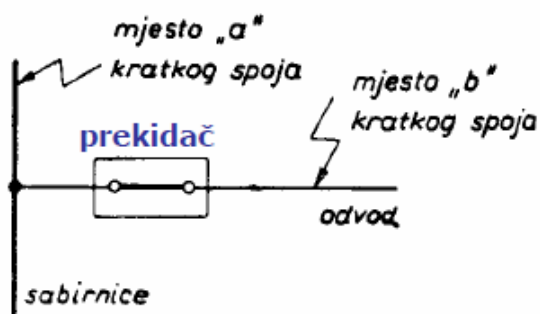 mjesto „a"
kratkog spoja
mjesto „b"
kratkog spoja
prekidač
odvod
sabirnice